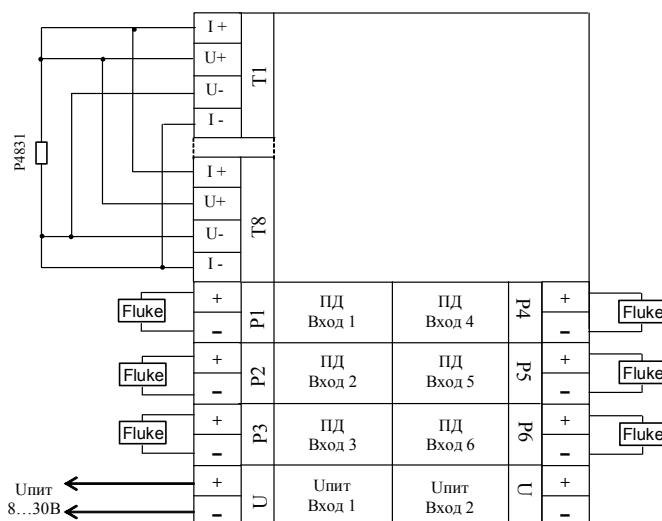 I +
U+
U-
I -
T1
P4831
I +
U+
U-
I -
T8
Fluke
+
–
P1
ПД
Вход 1
ПД
Вход 4
P4
+
–
Fluke
Fluke
+
–
P2
ПД
Вход 2
ПД
Вход 5
P5
+
–
Fluke
Fluke
+
–
P3
ПД
Вход 3
ПД
Вход 6
P6
+
–
Fluke
Uпит
8...30В
+
–
U
Uпит
Вход 1
Uпит
Вход 2
U
+
–